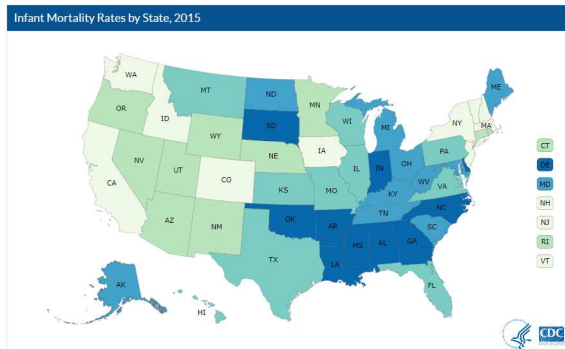 Infant Mortality Rates by State, 2015
WA
MT
ND
MN
ME
OR
ID
WY
SD
WI
MI
NY
MA
NV
UT
CO
NE
IA
IL
IN
OH
PA
CA
AZ
NM
KS
MO
KY
WV
VA
OK
AR
TN
NC
TX
LA
MS
AL
GA
SC
FL
AK
HI
CT
DE
MD
NH
NJ
RI
VT
CDC